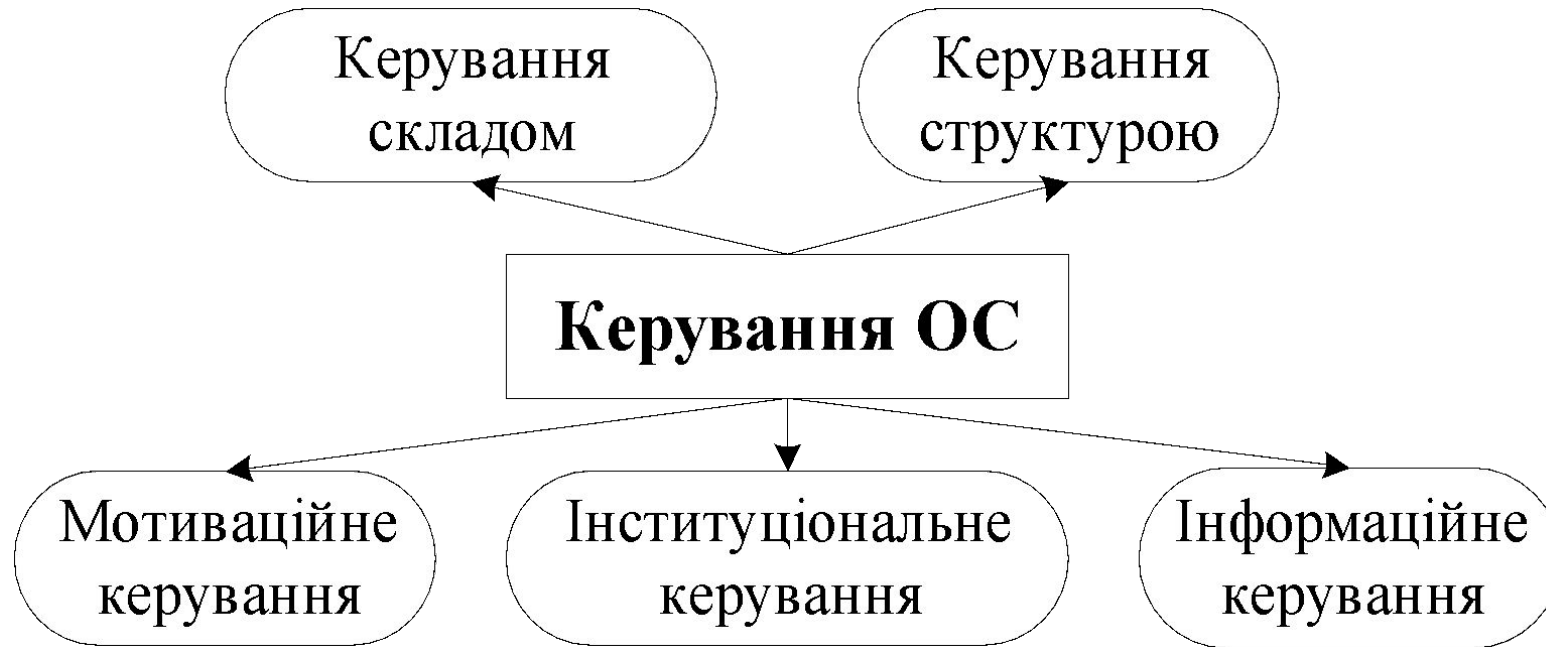 Керування
складом
Керування
структурою
Керування ОС
Мотиваційне
керування
Інституціональне
керування
Інформаційне
керування